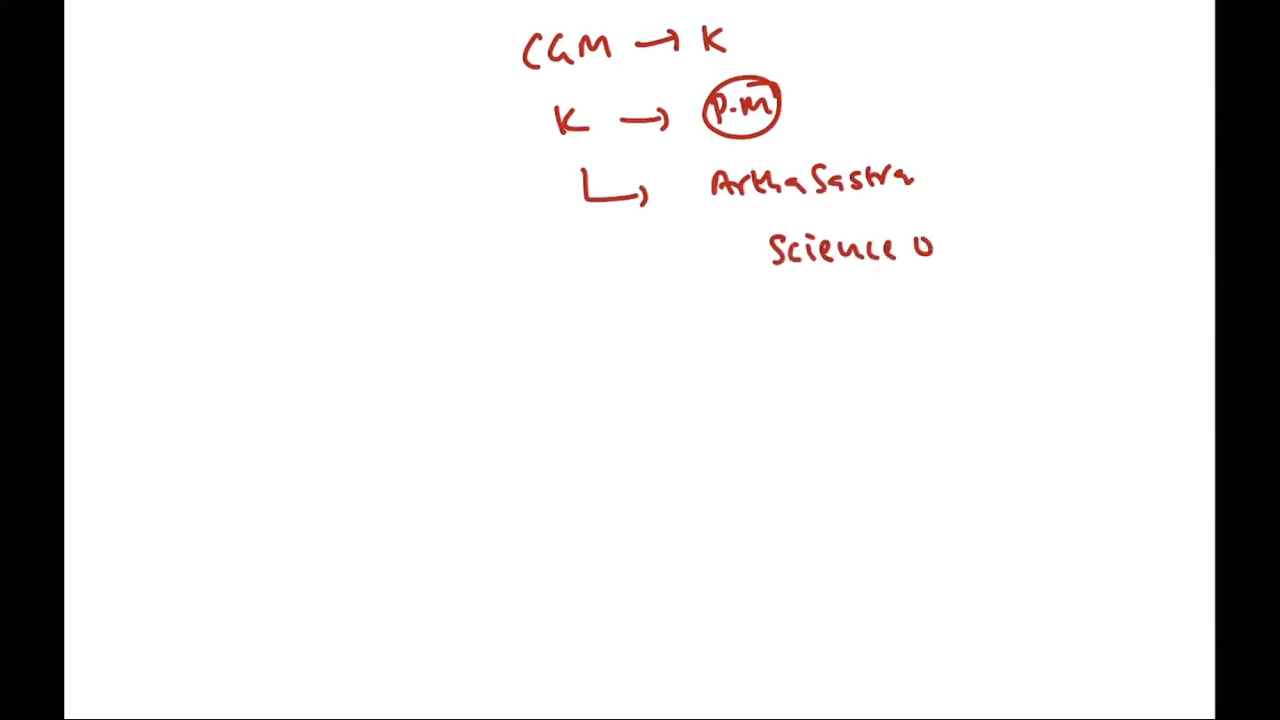 CGM → K
K → P.M
↳ ArthaSastra
Science o